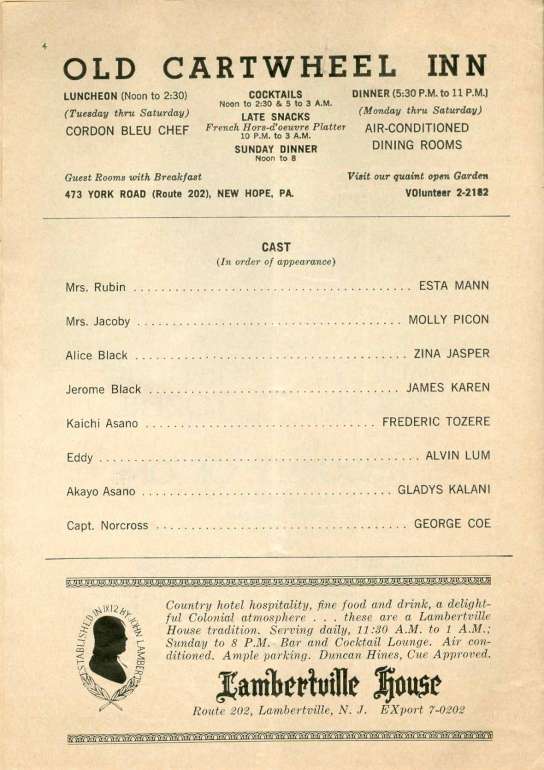 4
OLD CARTWHEEL INN
LUNCHEON (Noon to 2:30)
(Tuesday thru Saturday)
CORDON BLEU CHEF
COCKTAILS
Noon to 2:30 & 5 to 3 A.M.
LATE SNACKS
French Hors-d'oeuvre Platter
10 P.M. to 3 A.M.
SUNDAY DINNER
Noon to 8
DINNER (5:30 P.M. to 11 P.M.)
(Monday thru Saturday)
AIR-CONDITIONED
DINING ROOMS
Guest Rooms with Breakfast
Visit our quaint open Garden
473 YORK ROAD (Route 202), NEW HOPE, PA.
VOlunteer 2-2182
CAST
(In order of appearance)
Mrs. Rubin ........................................ ESTA MANN
Mrs. Jacoby ...................................... MOLLY PICON
Alice Black ....................................... ZINA JASPER
Jerome Black ..................................... JAMES KAREN
Kaichi Asano .................................. FREDERIC TOZERE
Eddy ............................................... ALVIN LUM
Akayo Asano .................................... GLADYS KALANI
Capt. Norcross ..................................... GEORGE COE
ESTABLISHED IN 1812 BY JOHN LAMBERT
Country hotel hospitality, fine food and drink, a delight-
ful Colonial atmosphere . . . these are a Lambertville
House tradition. Serving daily, 11:30 A.M. to 1 A.M.;
Sunday to 8 P.M. Bar and Cocktail Lounge. Air con-
ditioned. Ample parking. Duncan Hines, Cue Approved.
Lambertville House
Route 202, Lambertville, N. J. EXport 7-0202